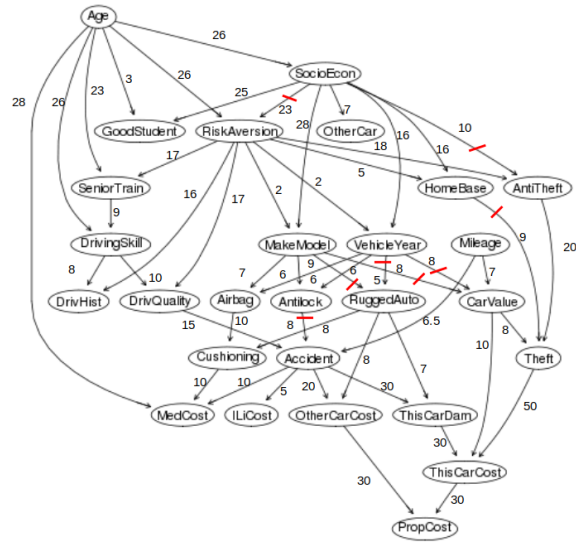 Age
26
SocioEon
28
26
23
3
26
25
23
28
7
16
10
GoodStudent
RiskAversion
OtherCar
18
16
17
5
SeniorTrain
HomeBase
AntiTheft
16
17
2
2
9
9
20
DrivingSkill
MakeModel
VehicleYear
Mileage
8
10
7
6
9
6
6
5
8
8
7
DrivHist
DrivQuality
Airbag
Antilock
RuggedAuto
CarValue
15
10
8
8
6.5
8
10
Cushioning
Accident
Theft
10
10
5
20
30
8
7
50
MedCost
ILiCost
OtherCarCost
ThisCarDam
30
30
ThisCarCost
30
PropCost